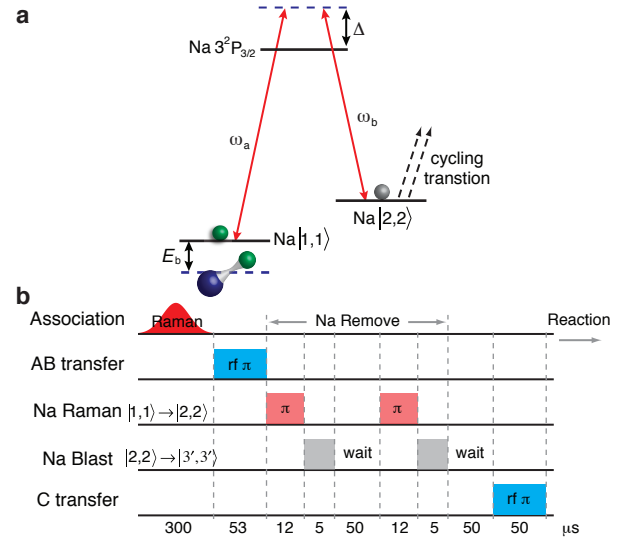 a
Δ
Na 3²P₃/₂
ωₐ
ω_b
cycling
transtion
Na|2,2⟩
Na|1,1⟩
E_b
b
Association Raman Na Remove Reaction
AB transfer rf π
Na Raman |1,1⟩→|2,2⟩ π π
Na Blast |2,2⟩→|3′,3′⟩ wait wait
C transfer rf π
300 53 12 5 50 12 5 50 50 μs